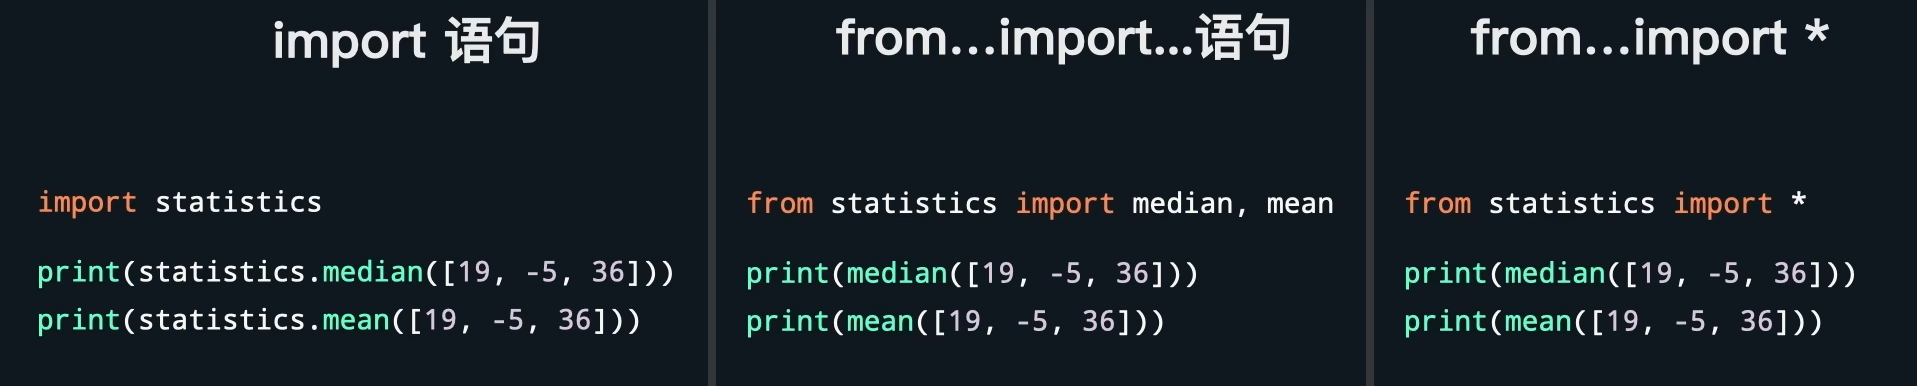 import 语句
import statistics
print(statistics.median([19, -5, 36]))
print(statistics.mean([19, -5, 36]))
from...import...语句
from statistics import median, mean
print(median([19, -5, 36]))
print(mean([19, -5, 36]))
from...import *
from statistics import *
print(median([19, -5, 36]))
print(mean([19, -5, 36]))